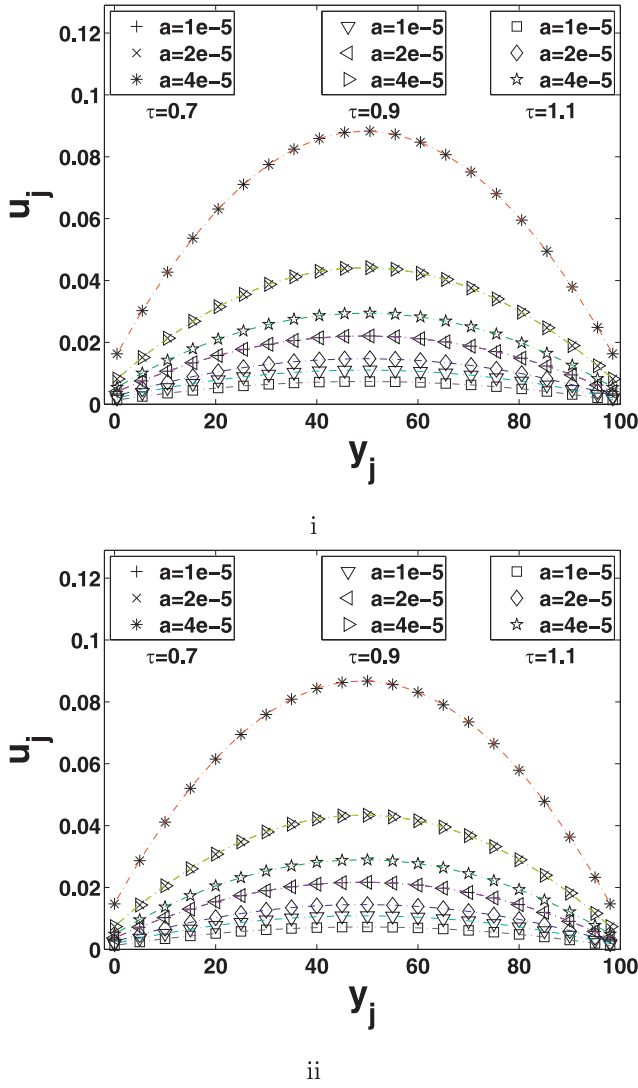 0.12
0.1
0.08
0.06
0.04
0.02
0
a=1e-5
a=2e-5
a=4e-5
τ=0.7
a=1e-5
a=2e-5
a=4e-5
τ=0.9
a=1e-5
a=2e-5
a=4e-5
τ=1.1
u_j
0 20 40 60 80 100
y_j
i
0.12
0.1
0.08
0.06
0.04
0.02
0
a=1e-5
a=2e-5
a=4e-5
τ=0.7
a=1e-5
a=2e-5
a=4e-5
τ=0.9
a=1e-5
a=2e-5
a=4e-5
τ=1.1
u_j
0 20 40 60 80 100
y_j
ii